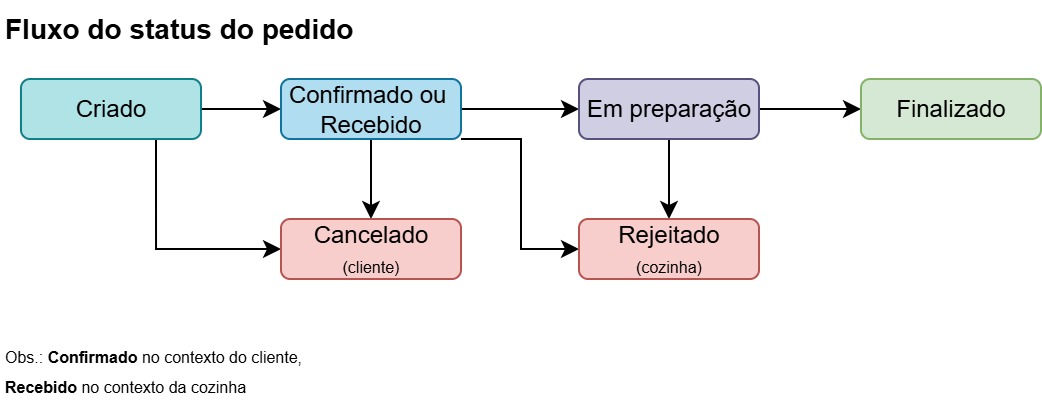 Fluxo do status do pedido
Criado
Confirmado ou
Recebido
Em preparação
Finalizado
Cancelado
(cliente)
Rejeitado
(cozinha)
Obs.: Confirmado no contexto do cliente,
Recebido no contexto da cozinha